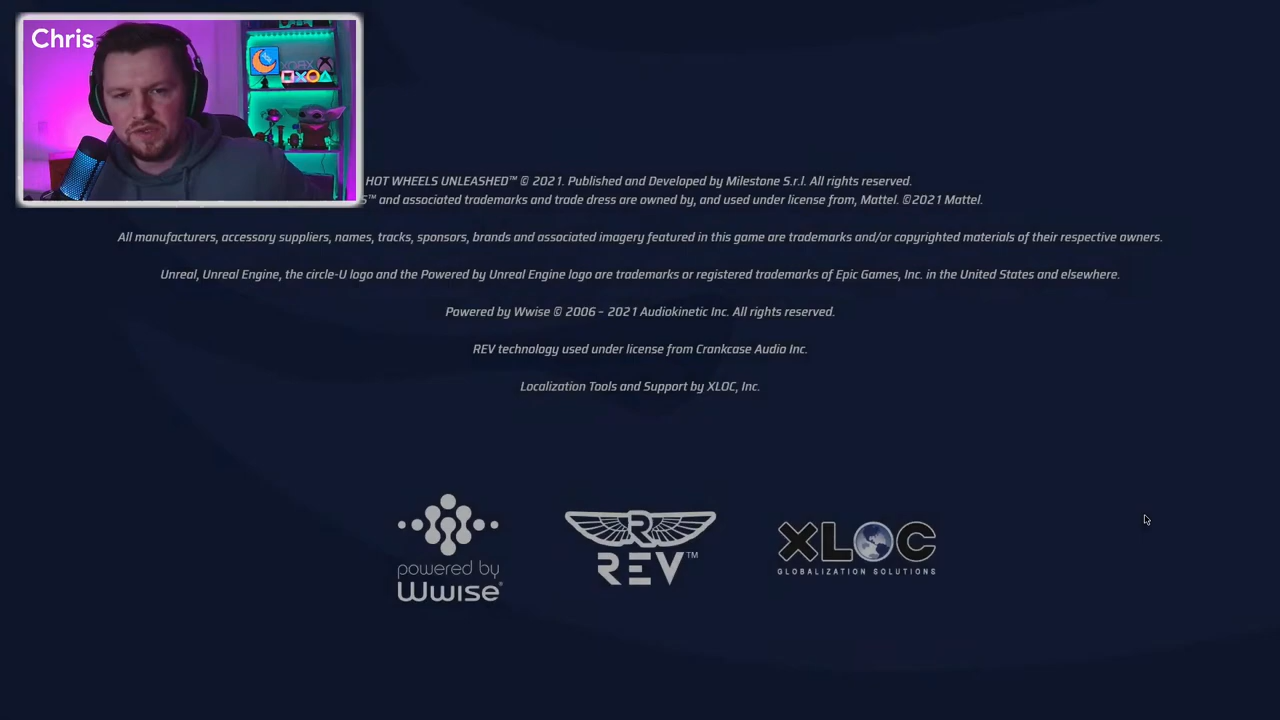 Chris
XBOX
HOT WHEELS UNLEASHED™ © 2021. Published and Developed by Milestone S.r.l. All rights reserved.
S™ and associated trademarks and trade dress are owned by, and used under license from, Mattel. ©2021 Mattel.
All manufacturers, accessory suppliers, names, tracks, sponsors, brands and associated imagery featured in this game are trademarks and/or copyrighted materials of their respective owners.
Unreal, Unreal Engine, the circle-U logo and the Powered by Unreal Engine logo are trademarks or registered trademarks of Epic Games, Inc. in the United States and elsewhere.
Powered by Wwise © 2006 – 2021 Audiokinetic Inc. All rights reserved.
REV technology used under license from Crankcase Audio Inc.
Localization Tools and Support by XLOC, Inc.
powered by
Wwise®
R
REV™
XLOC
GLOBALIZATION SOLUTIONS